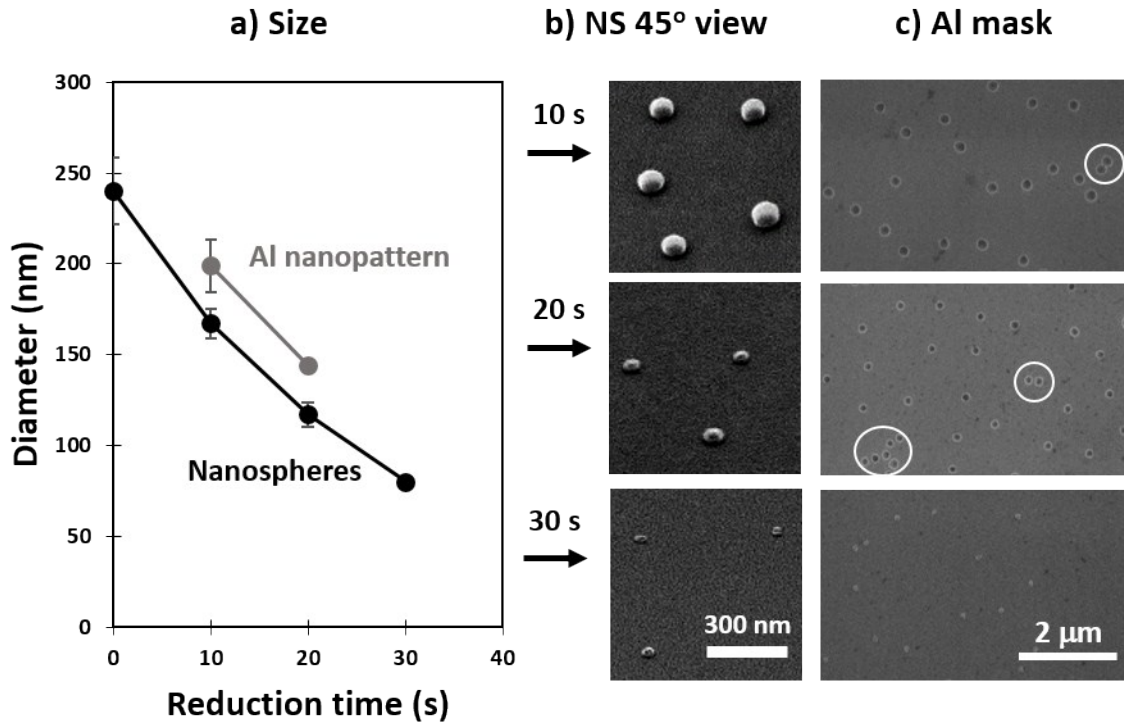 a) Size
b) NS 45º view
c) Al mask
300
250
200
150
100
50
0
0
10
20
30
40
Diameter (nm)
Reduction time (s)
Al nanopattern
Nanospheres
10 s
20 s
30 s
300 nm
2 µm